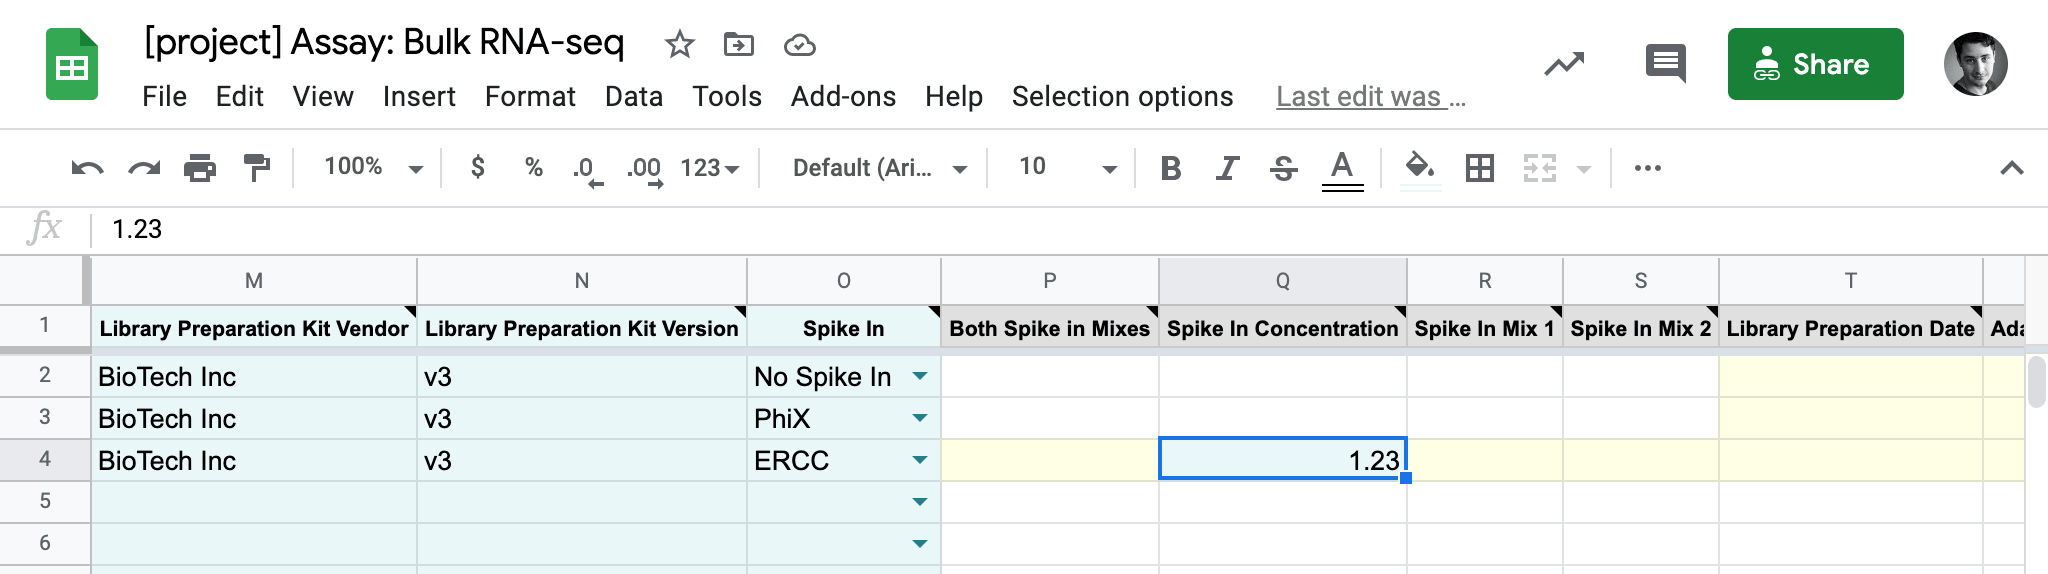 [project] Assay: Bulk RNA-seq
File Edit View Insert Format Data Tools Add-ons Help Selection options Last edit was ...
Share
100% $ % .0 .00 123 Default (Ari... 10 B I S A ...
fx 1.23
M N O P Q R S T
1 Library Preparation Kit Vendor Library Preparation Kit Version Spike In Both Spike in Mixes Spike In Concentration Spike In Mix 1 Spike In Mix 2 Library Preparation Date Ada
2 BioTech Inc v3 No Spike In
3 BioTech Inc v3 PhiX
4 BioTech Inc v3 ERCC 1.23
5
6